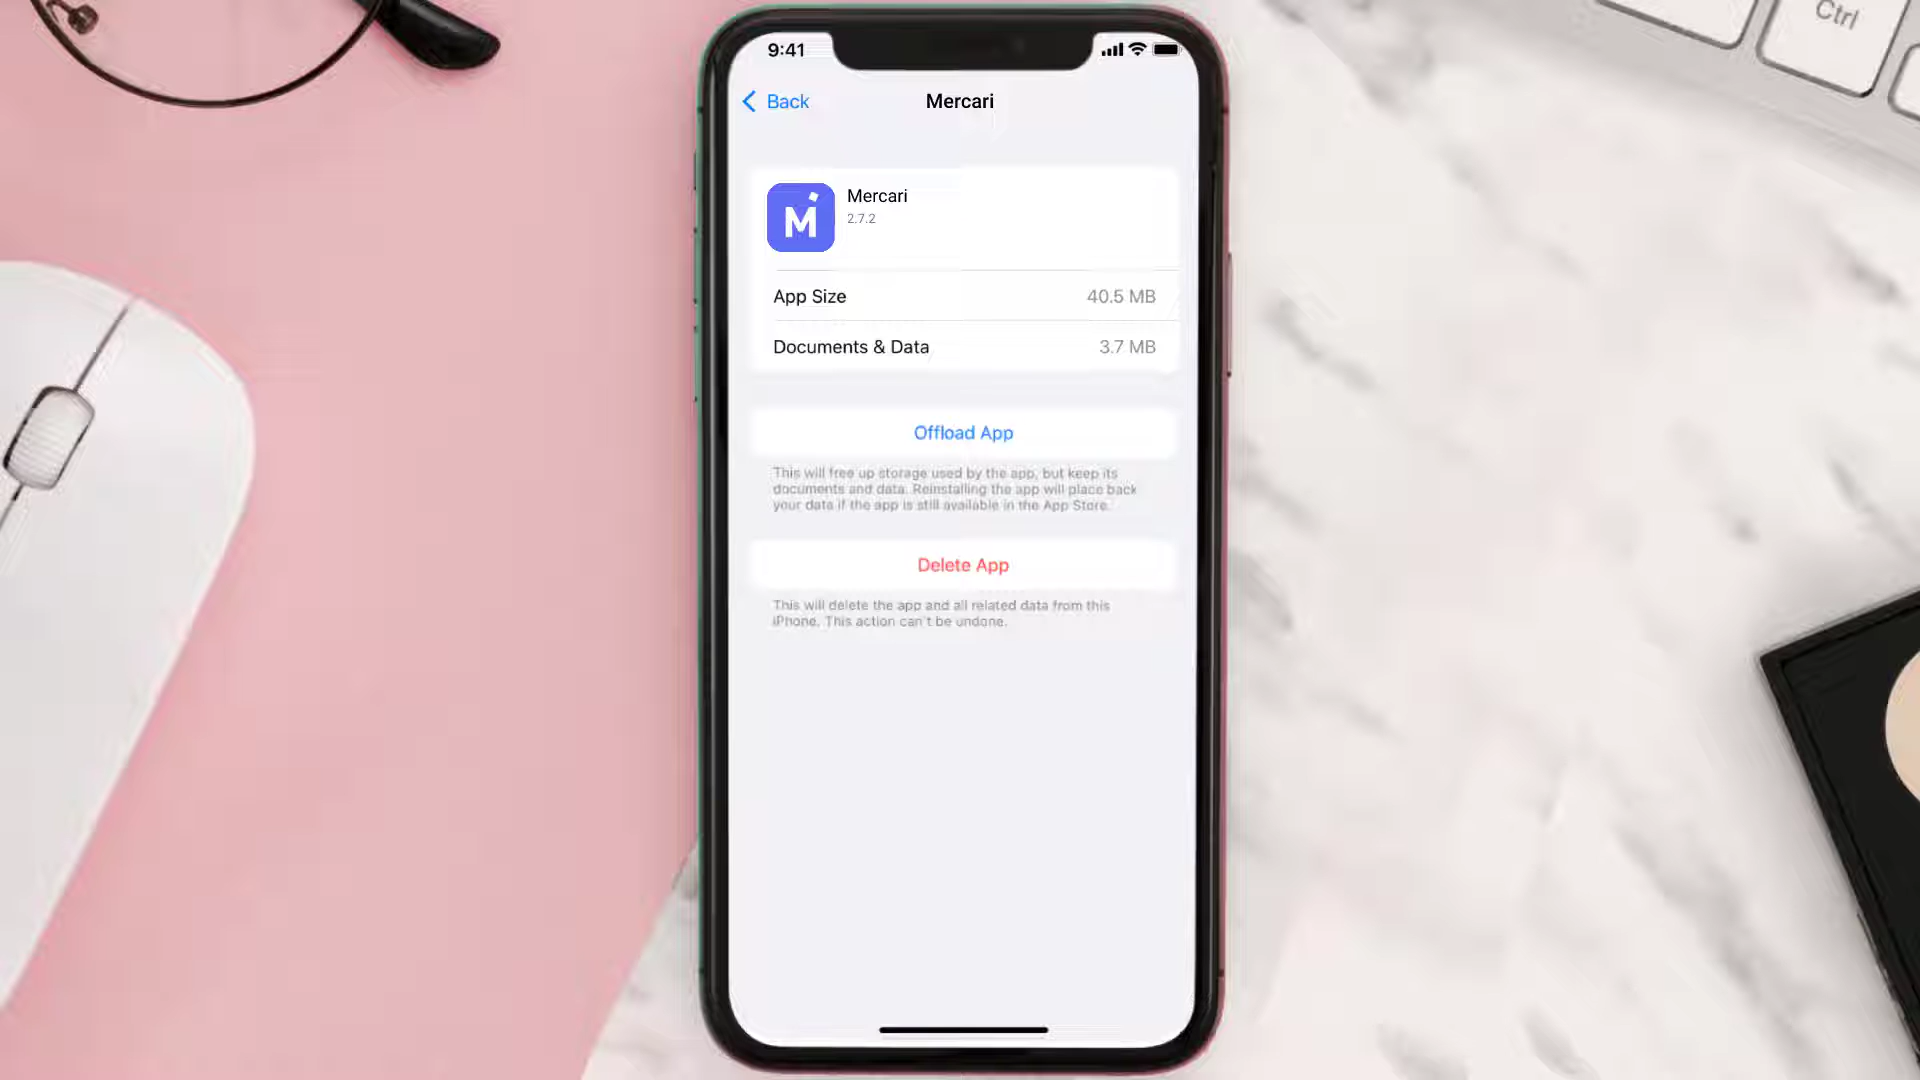 Ctrl
9:41
Back
Mercari
M
Mercari
2.7.2
App Size 40.5 MB
Documents & Data 3.7 MB
Offload App
This will free up storage used by the app, but keep its
documents and data. Reinstalling the app will place back
your data if the app is still available in the App Store.
Delete App
This will delete the app and all related data from this
iPhone. This action can't be undone.